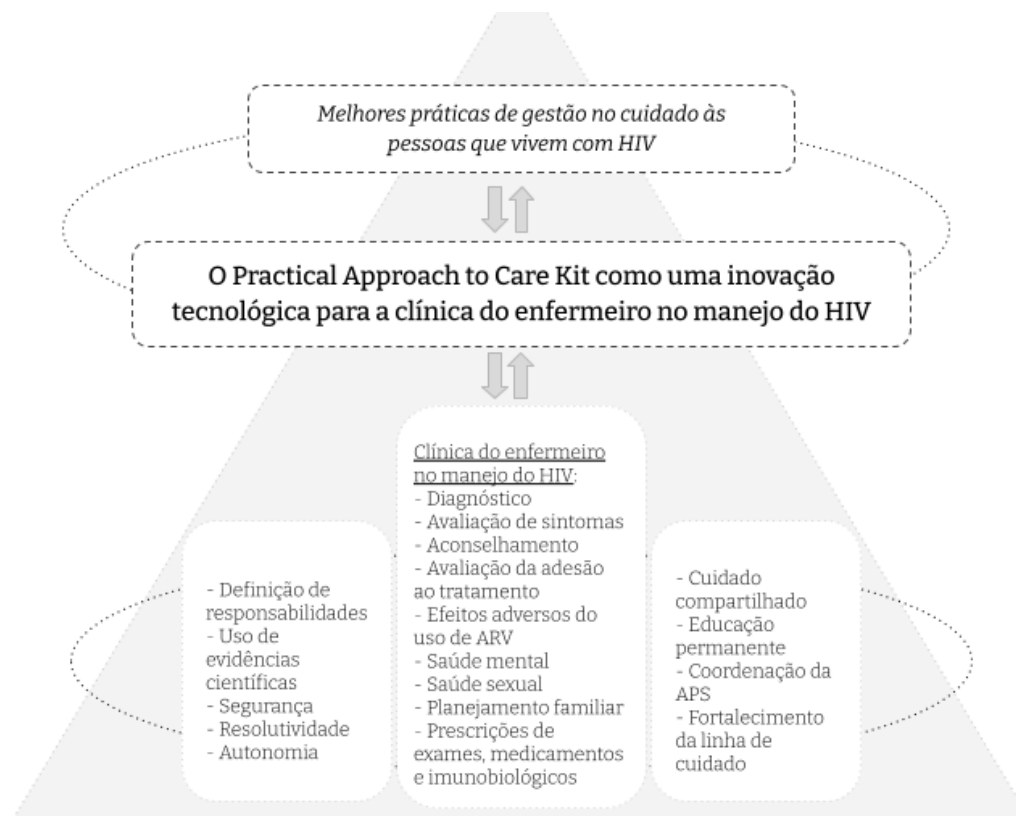 Melhores práticas de gestão no cuidado às
pessoas que vivem com HIV
O Practical Approach to Care Kit como uma inovação
tecnológica para a clínica do enfermeiro no manejo do HIV
- Definição de
responsabilidades
- Uso de
evidências
científicas
- Segurança
- Resolutividade
- Autonomia
Clínica do enfermeiro
no manejo do HIV:
- Diagnóstico
- Avaliação de sintomas
- Aconselhamento
- Avaliação da adesão
ao tratamento
- Efeitos adversos do
uso de ARV
- Saúde mental
- Saúde sexual
- Planejamento familiar
- Prescrições de
exames, medicamentos
e imunobiológicos
- Cuidado
compartilhado
- Educação
permanente
- Coordenação da
APS
- Fortalecimento
da linha de
cuidado